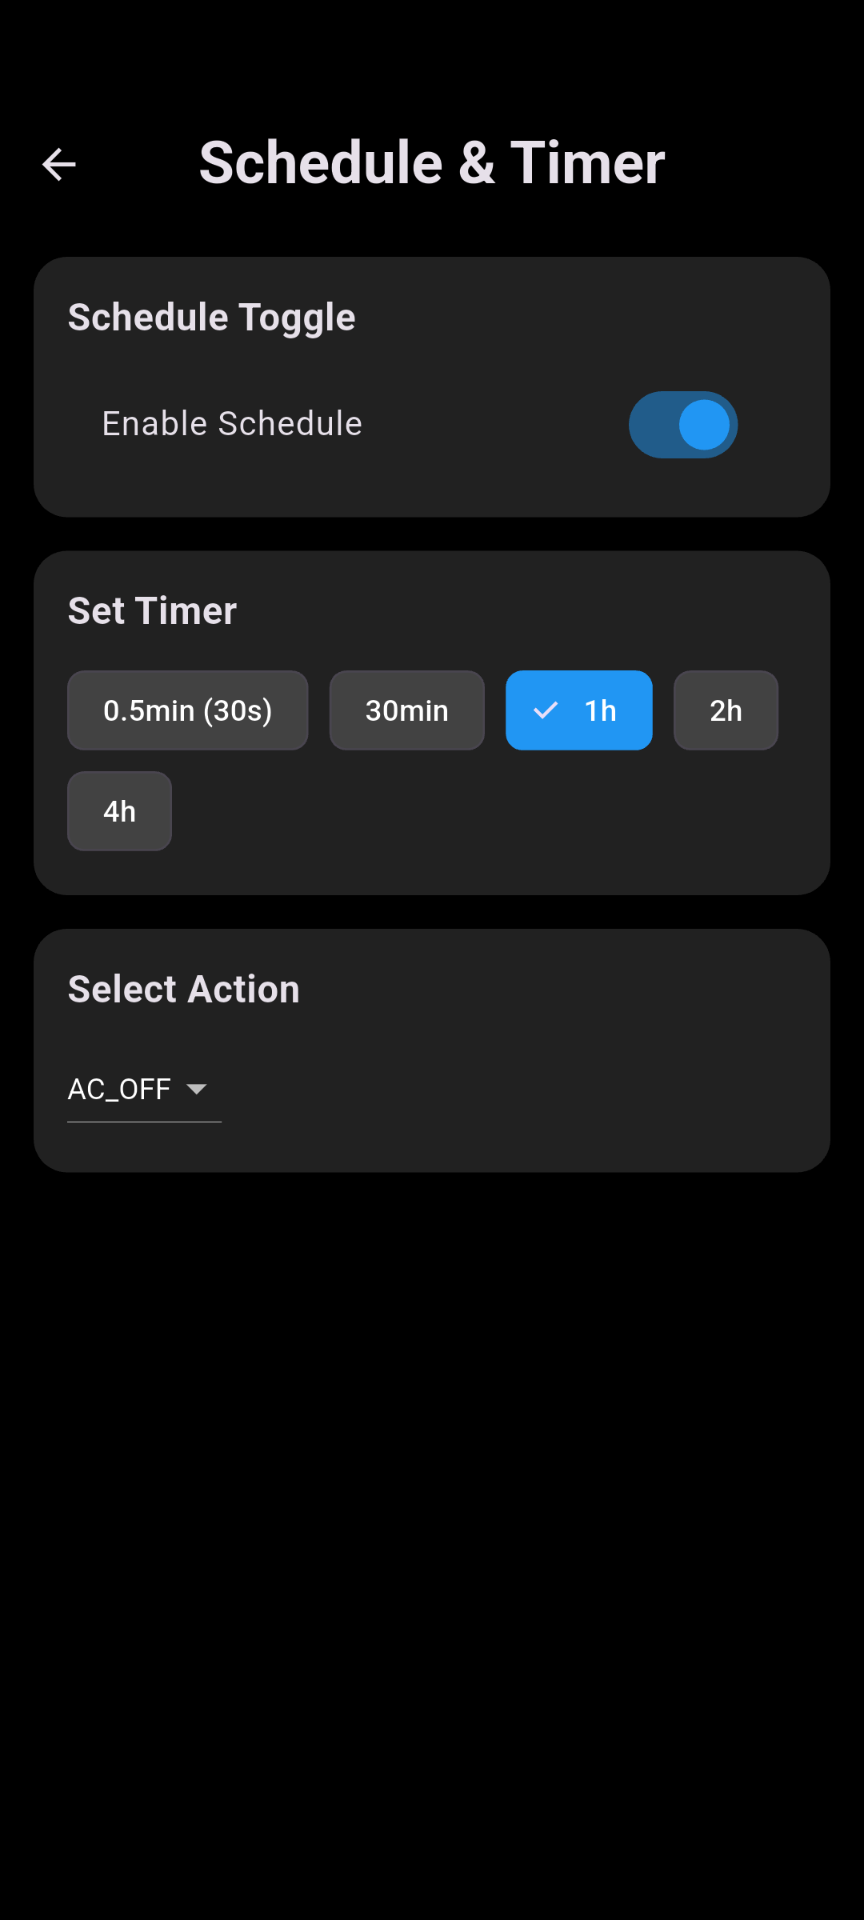 Schedule & Timer
Schedule Toggle
Enable Schedule
Set Timer
0.5min (30s) 30min 1h 2h
4h
Select Action
AC_OFF